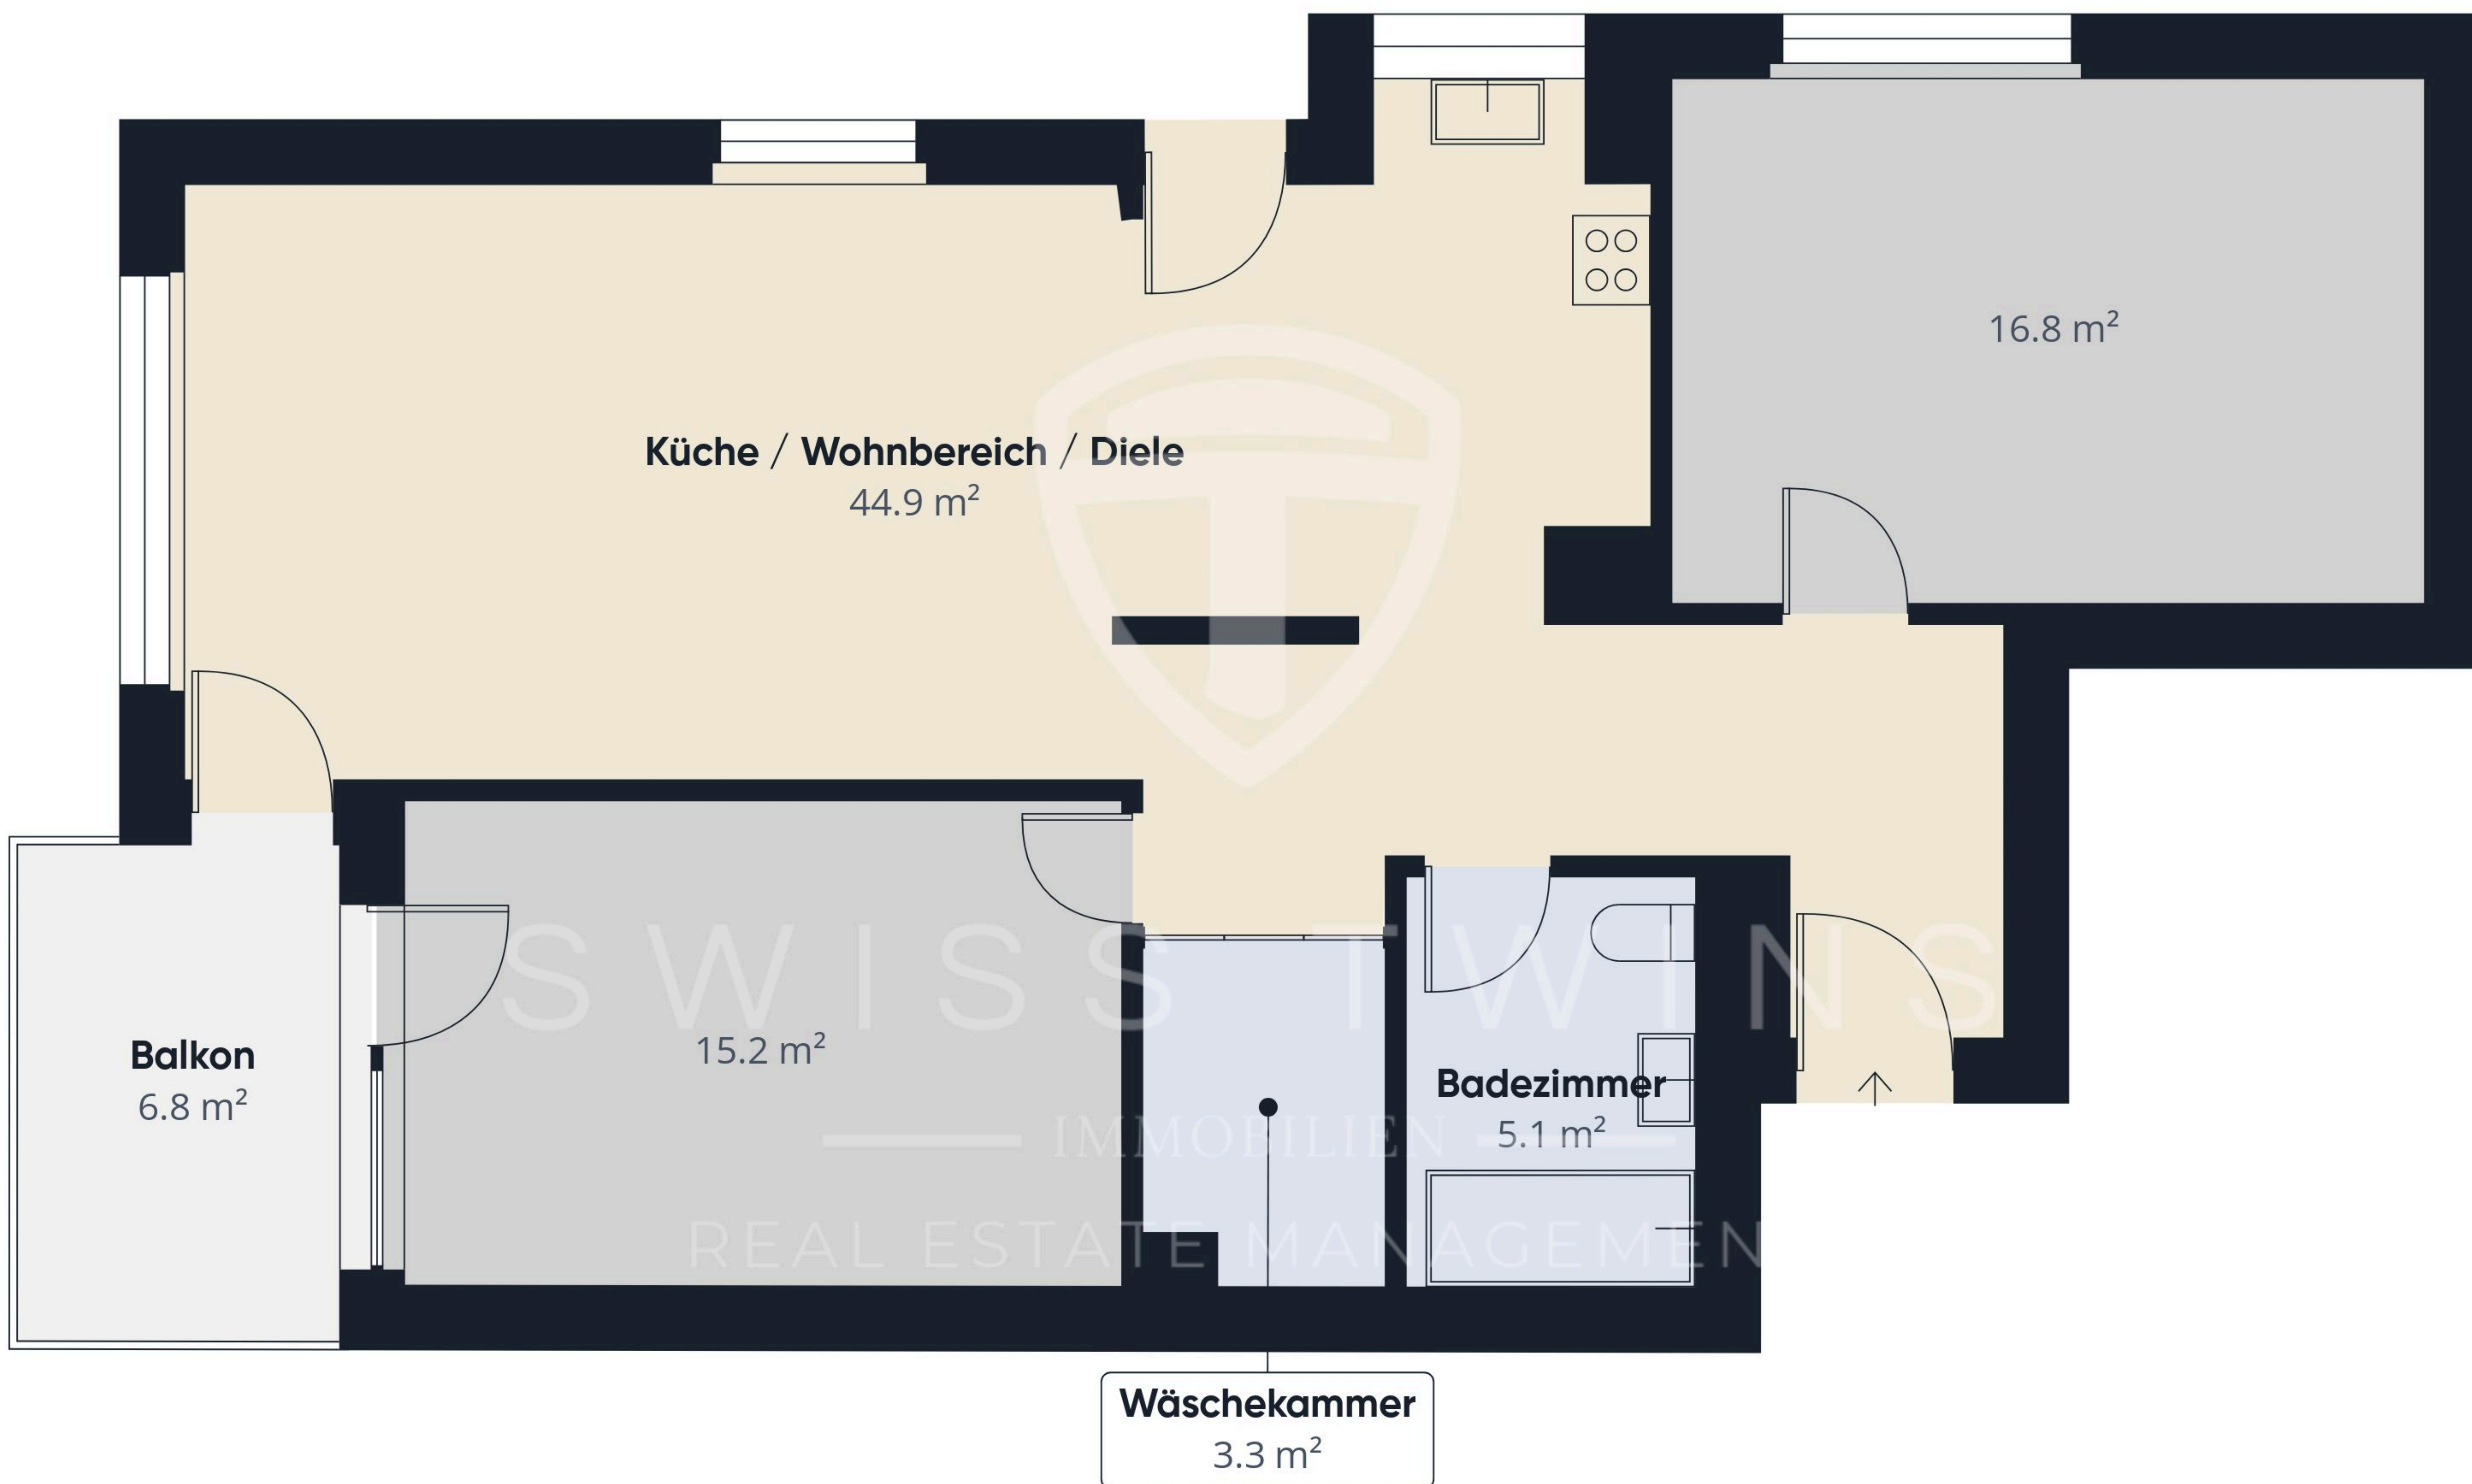 16.8 m²
Küche / Wohnbereich / Diele
44.9 m²
SWISS TWINS
15.2 m²
Balkon
6.8 m²
Badezimmer
5.1 m²
IMMOBILIEN
REAL ESTATE MANAGEMEN
Wäschekammer
3.3 m²